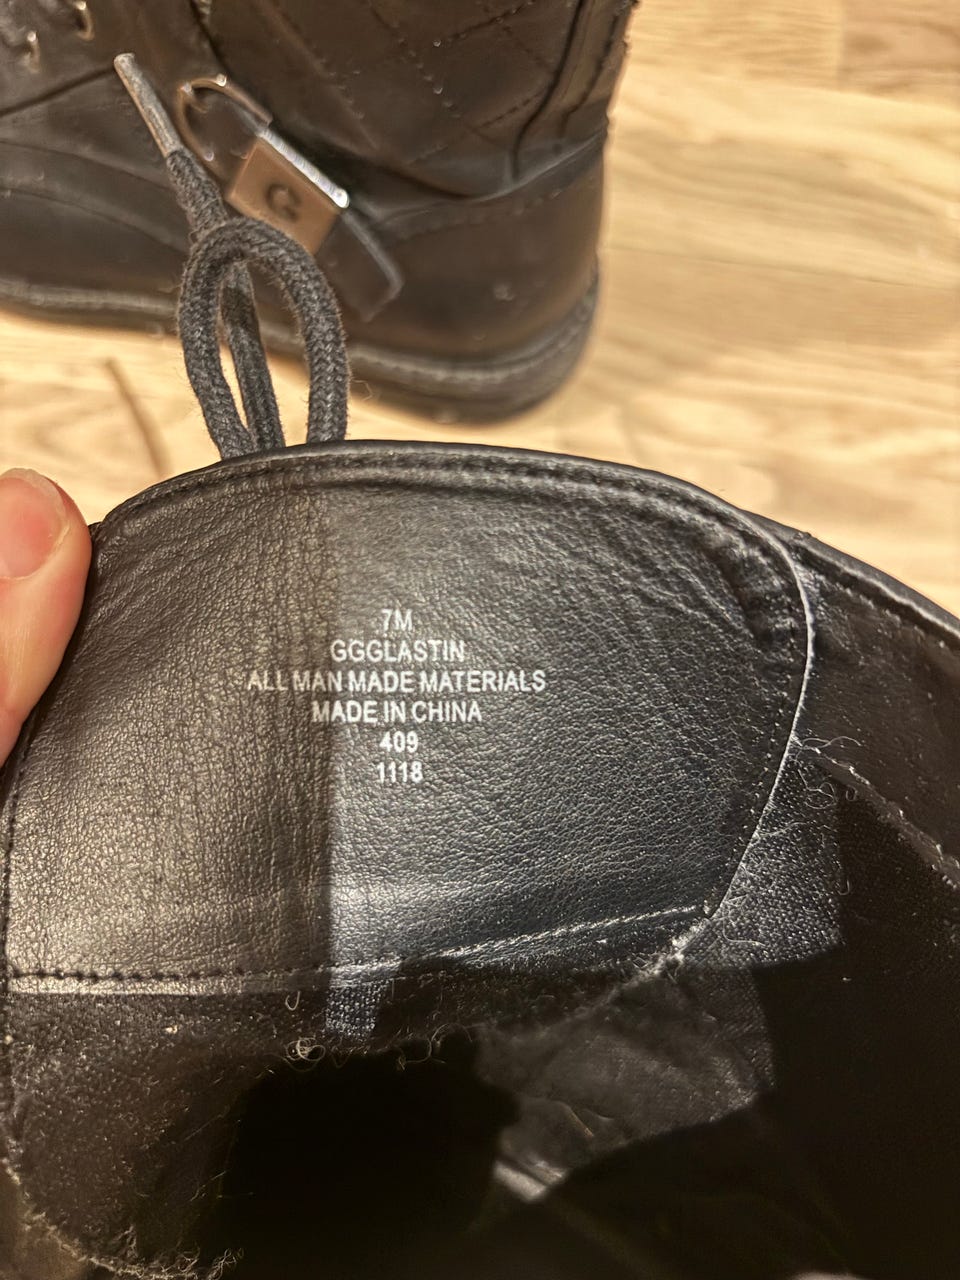 G
7M
GGGLASTIN
ALL MAN MADE MATERIALS
MADE IN CHINA
409
1118